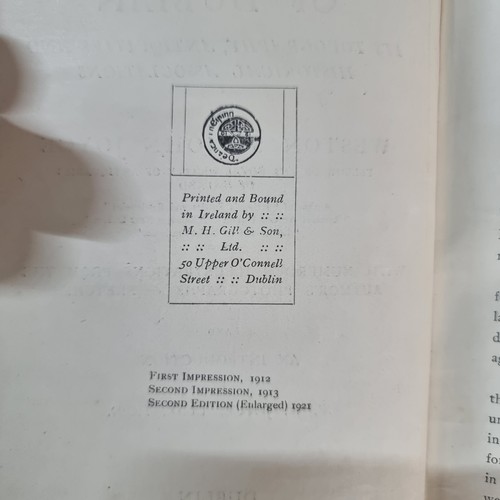 Printed and Bound
in Ireland by :: ::
M. H. Gill & Son,
:: :: Ltd. :: ::
50 Upper O'Connell
Street :: :: Dublin
FIRST IMPRESSION, 1912
SECOND IMPRESSION, 1913
SECOND EDITION (Enlarged) 1921